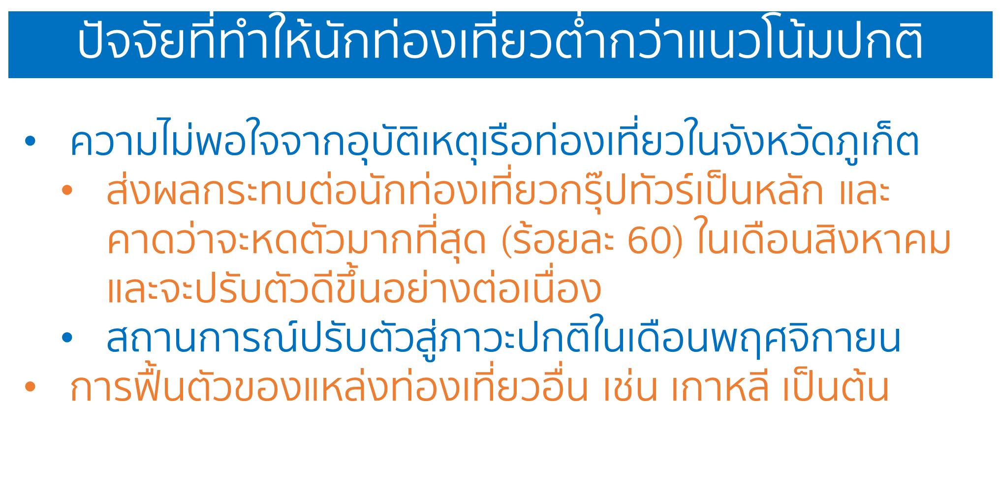 ปัจจัยที่ทำให้นักท่องเที่ยวต่ำกว่าแนวโน้มปกติ
• ความไม่พอใจจากอุบัติเหตุเรือท่องเที่ยวในจังหวัดภูเก็ต
• ส่งผลกระทบต่อนักท่องเที่ยวกรุ๊ปทัวร์เป็นหลัก และ
คาดว่าจะหดตัวมากที่สุด (ร้อยละ 60) ในเดือนสิงหาคม
และจะปรับตัวดีขึ้นอย่างต่อเนื่อง
• สถานการณ์ปรับตัวสู่ภาวะปกติในเดือนพฤศจิกายน
• การฟื้นตัวของแหล่งท่องเที่ยวอื่น เช่น เกาหลี เป็นต้น